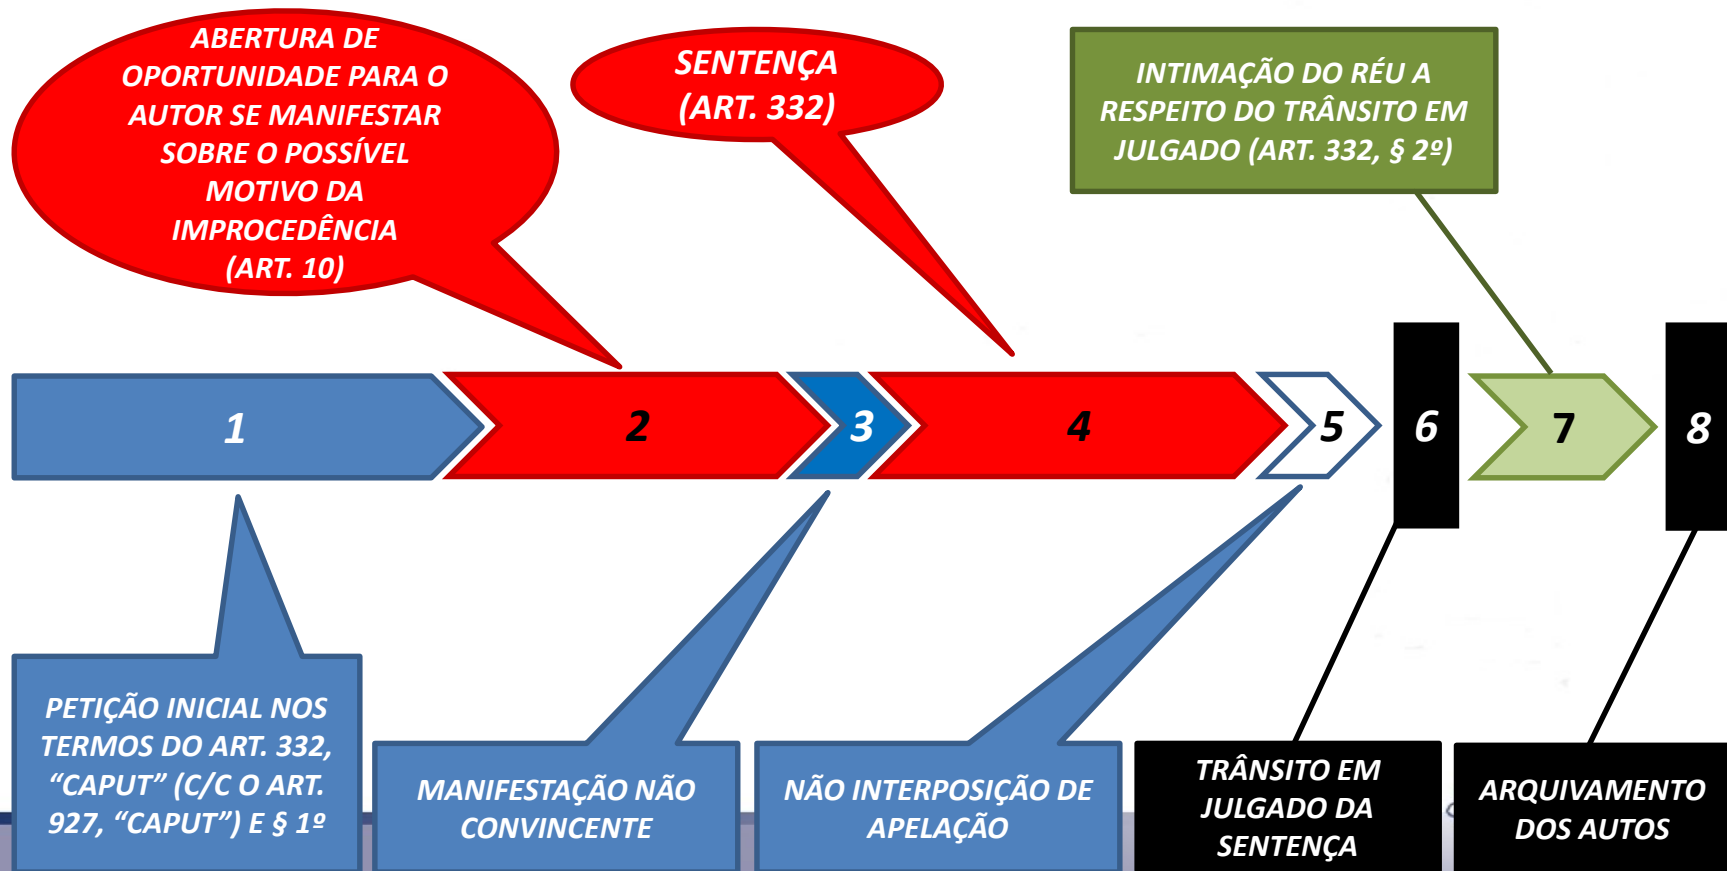 ABERTURA DE
OPORTUNIDADE PARA O
AUTOR SE MANIFESTAR
SOBRE O POSSÍVEL
MOTIVO DA
IMPROCEDÊNCIA
(ART. 10)
SENTENÇA
(ART. 332)
INTIMAÇÃO DO RÉU A
RESPEITO DO TRÂNSITO EM
JULGADO (ART. 332, § 2º)
1
2
3
4
5
6
7
8
PETIÇÃO INICIAL NOS
TERMOS DO ART. 332,
“CAPUT” (C/C O ART.
927, “CAPUT”) E § 1º
MANIFESTAÇÃO NÃO
CONVINCENTE
NÃO INTERPOSIÇÃO DE
APELAÇÃO
TRÂNSITO EM
JULGADO DA
SENTENÇA
ARQUIVAMENTO
DOS AUTOS